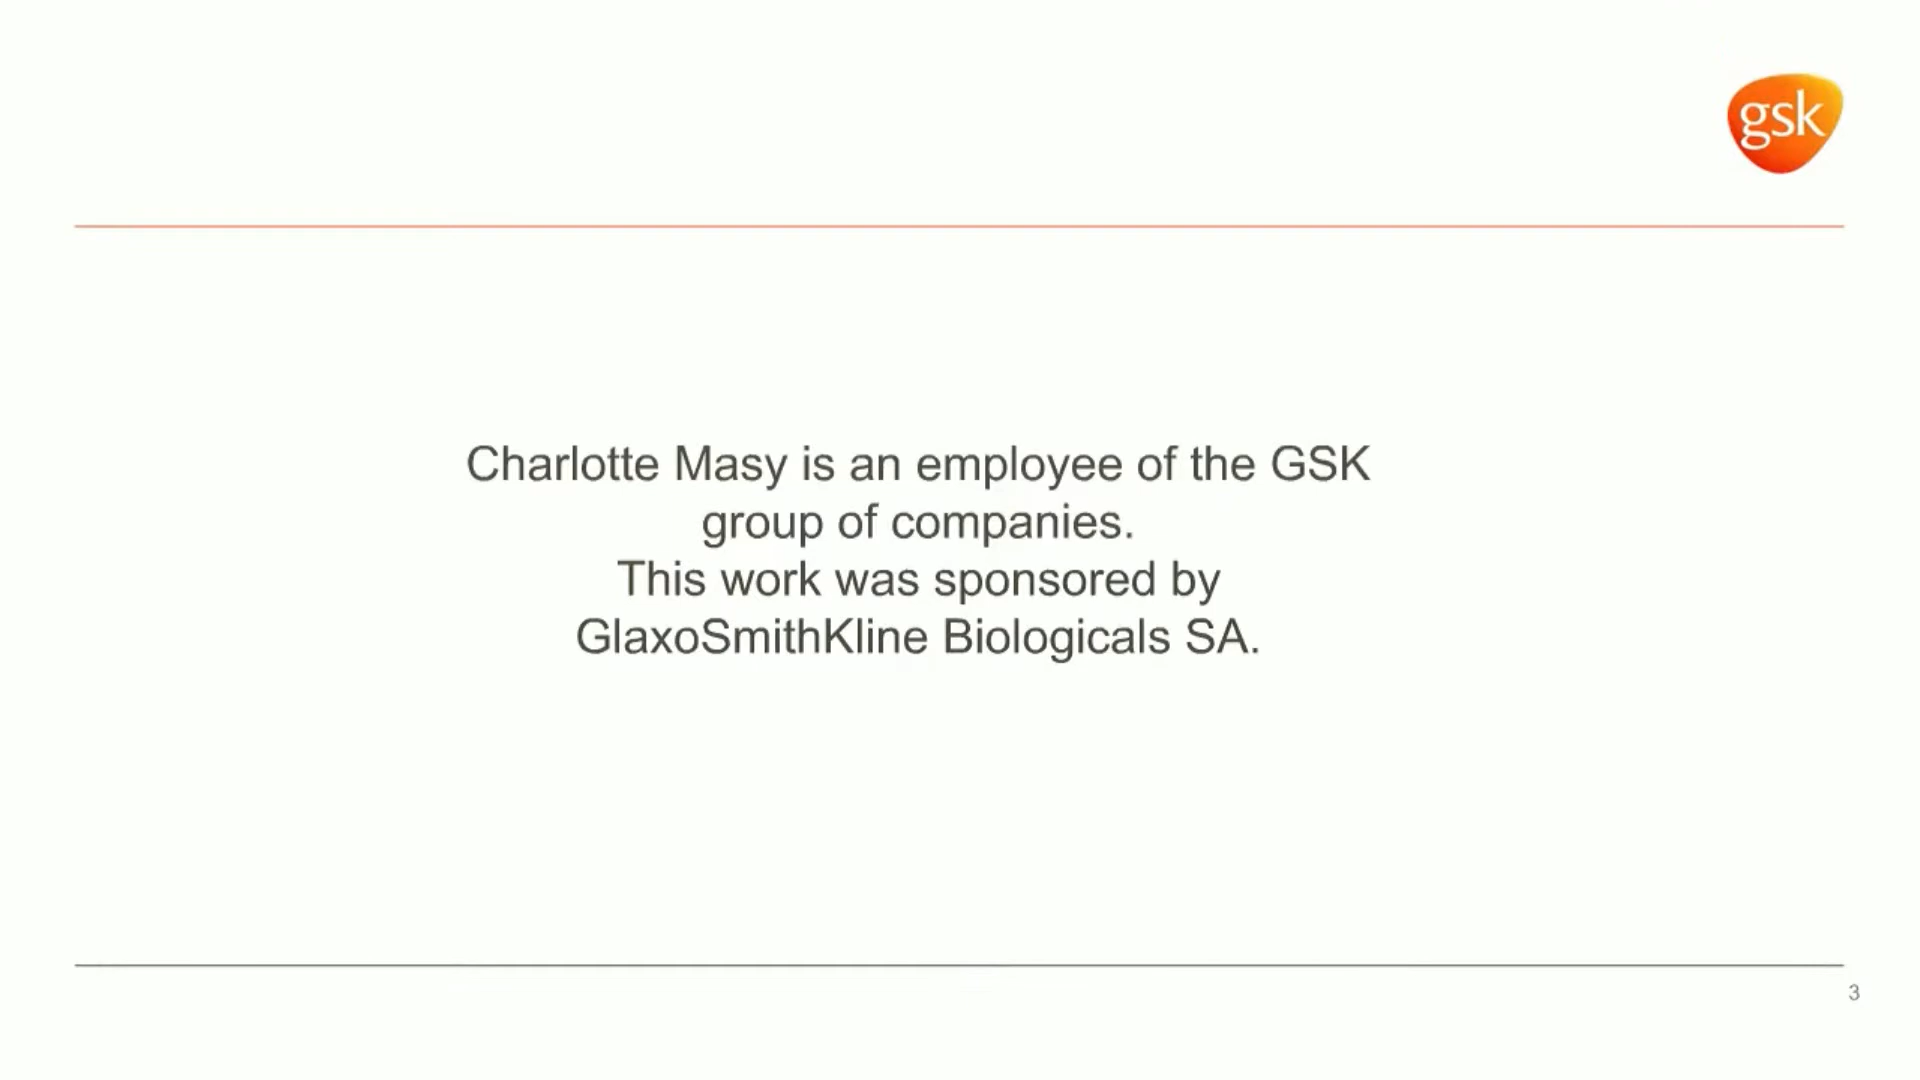 gsk
Charlotte Masy is an employee of the GSK
group of companies.
This work was sponsored by
GlaxoSmithKline Biologicals SA.
3